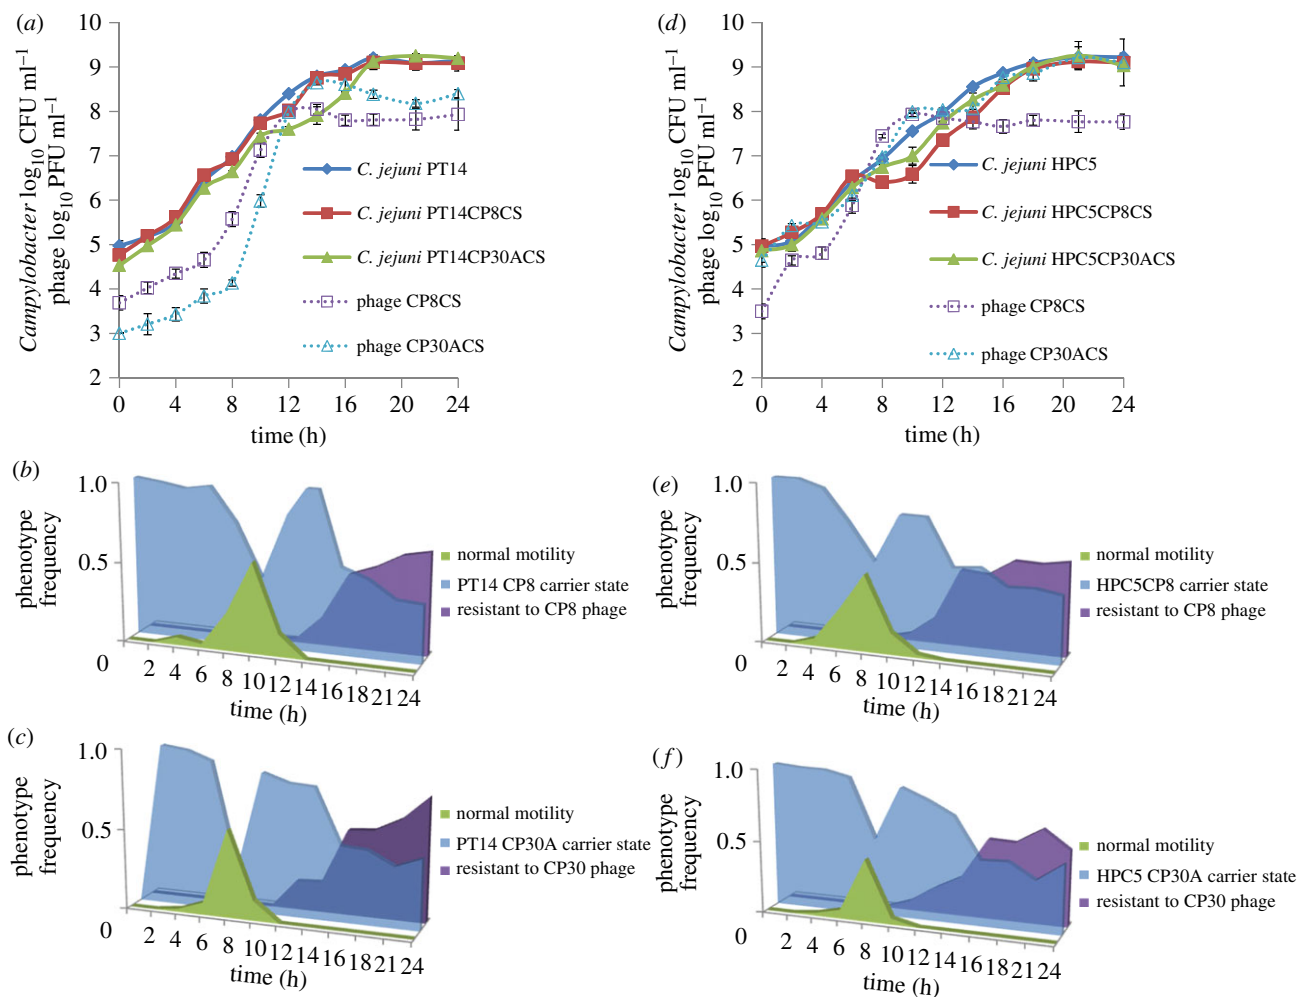 (a)
Campylobacter log10 CFU ml−1
phage log10 PFU ml−1
10
9
8
7
6
5
4
3
2
0 4 8 12 16 20 24
time (h)
C. jejuni PT14
C. jejuni PT14CP8CS
C. jejuni PT14CP30ACS
phage CP8CS
phage CP30ACS
(d)
Campylobacter log10 CFU ml−1
phage log10 PFU ml−1
10
9
8
7
6
5
4
3
2
0 4 8 12 16 20 24
time (h)
C. jejuni HPC5
C. jejuni HPC5CP8CS
C. jejuni HPC5CP30ACS
phage CP8CS
phage CP30ACS
(b)
phenotype
frequency
1.0
0.5
0
2 4 6 8 10 12 14 16 18 21 24
time (h)
normal motility
PT14 CP8 carrier state
resistant to CP8 phage
(e)
phenotype
frequency
1.0
0.5
0
2 4 6 8 10 12 14 16 18 21 24
time (h)
normal motility
HPC5CP8 carrier state
resistant to CP8 phage
(c)
phenotype
frequency
1.0
0.5
0
2 4 6 8 10 12 14 16 18 21 24
time (h)
normal motility
PT14 CP30A carrier state
resistant to CP30 phage
(f)
phenotype
frequency
1.0
0.5
0
2 4 6 8 10 12 14 16 18 21 24
time (h)
normal motility
HPC5 CP30A carrier state
resistant to CP30 phage